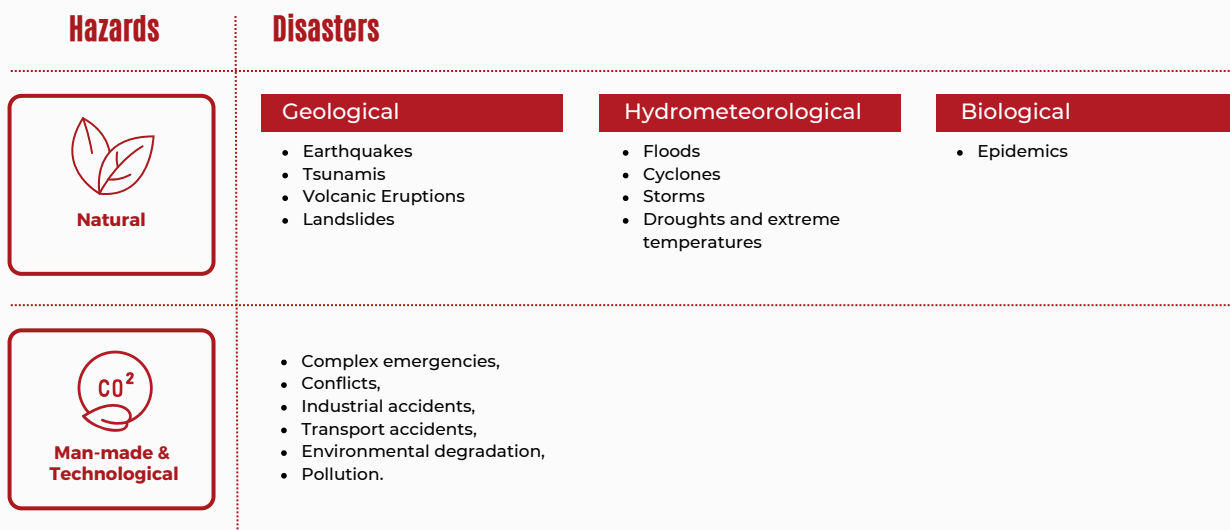 Hazards
Disasters
Geological
Hydrometeorological
Biological
• Earthquakes
• Tsunamis
• Volcanic Eruptions
• Landslides
• Floods
• Cyclones
• Storms
• Droughts and extreme
temperatures
• Epidemics
Natural
CO²
Man-made &
Technological
• Complex emergencies,
• Conflicts,
• Industrial accidents,
• Transport accidents,
• Environmental degradation,
• Pollution.